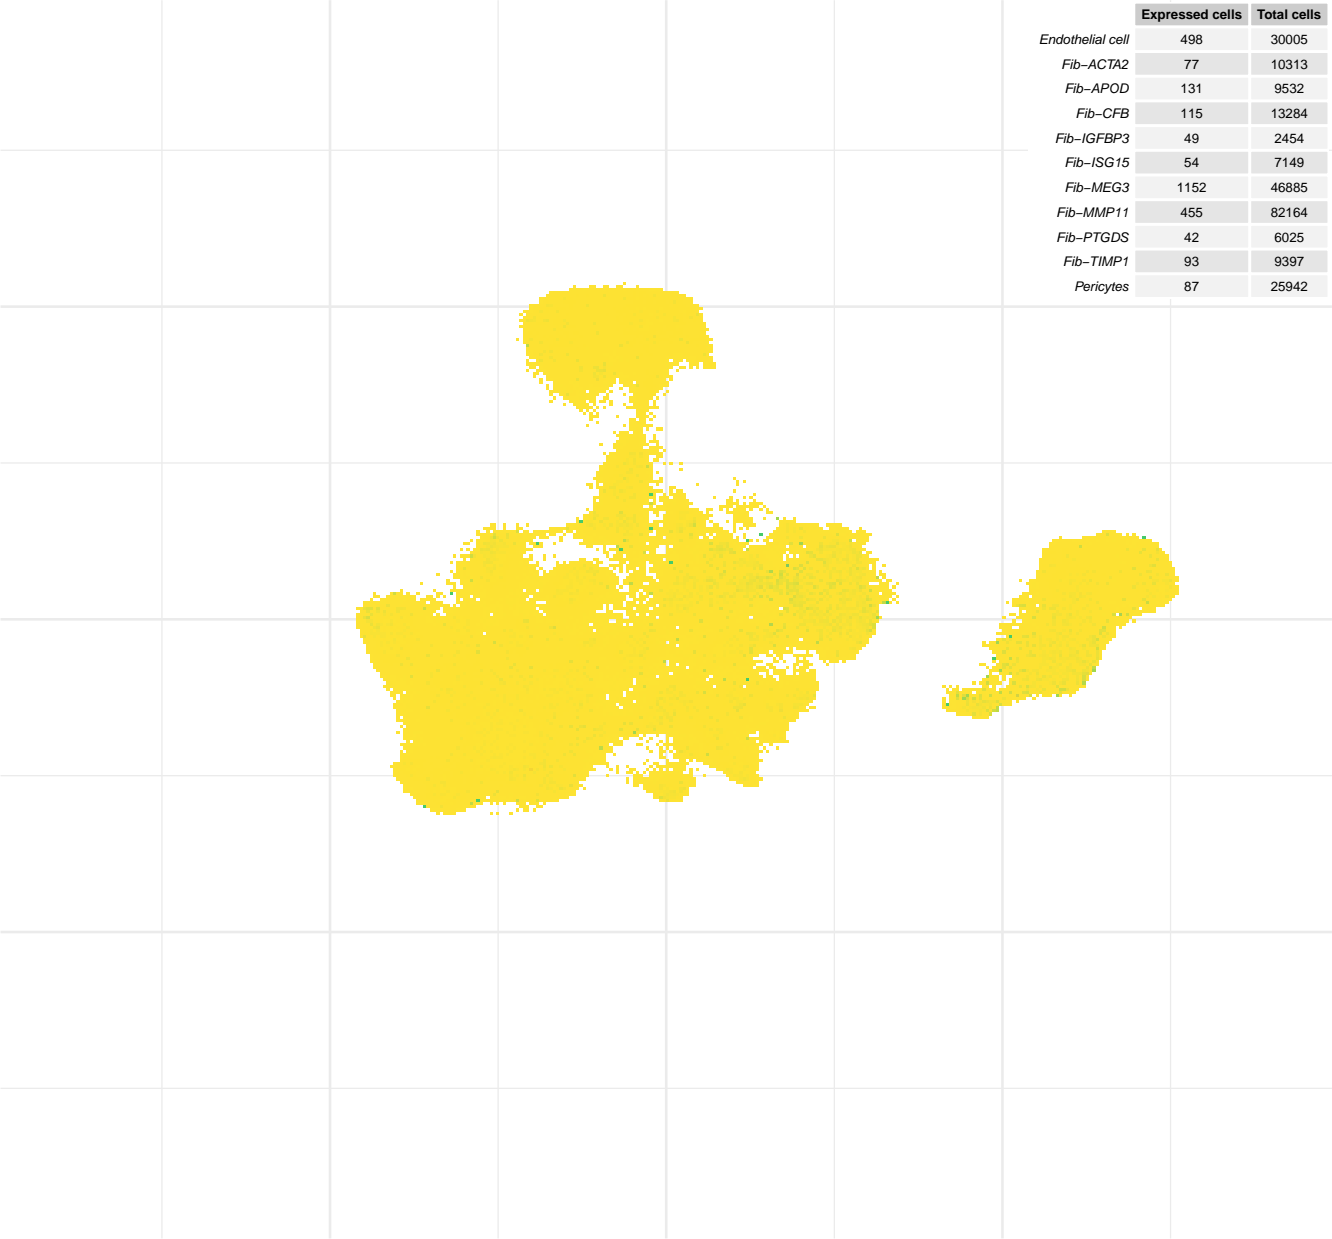 Expressed cells Total cells
Endothelial cell 498 30005
Fib−ACTA2 77 10313
Fib−APOD 131 9532
Fib−CFB 115 13284
Fib−IGFBP3 49 2454
Fib−ISG15 54 7149
Fib−MEG3 1152 46885
Fib−MMP11 455 82164
Fib−PTGDS 42 6025
Fib−TIMP1 93 9397
Pericytes 87 25942